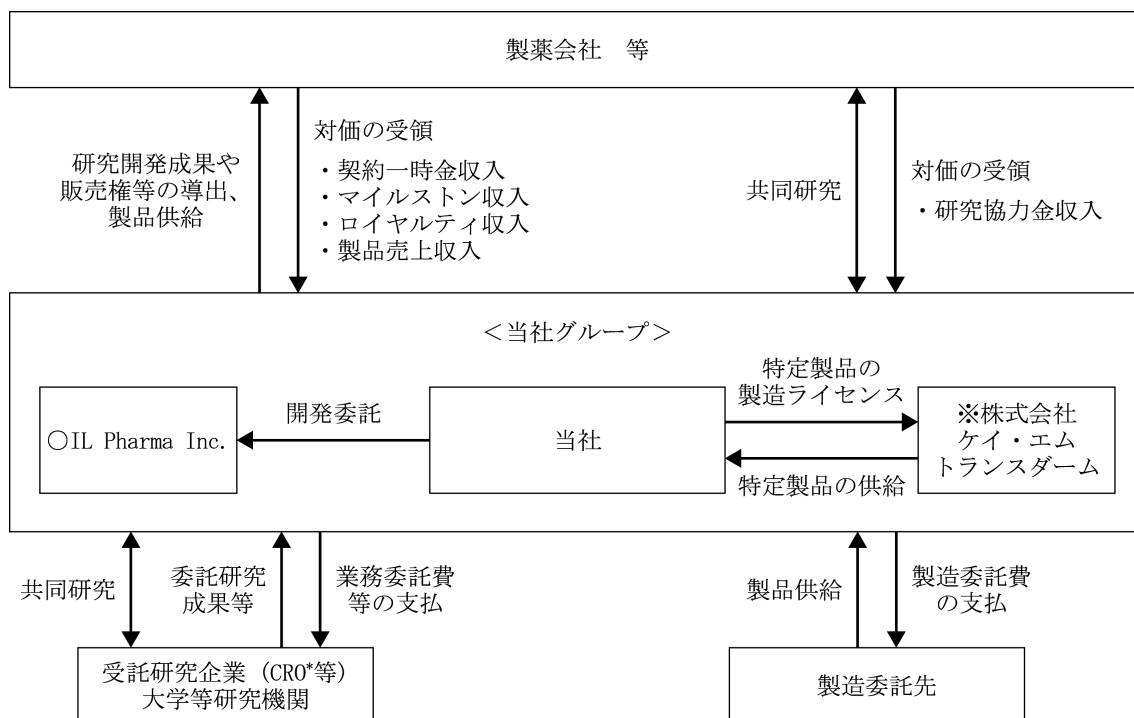 製薬会社　等
研究開発成果や
販売権等の導出、
製品供給
対価の受領
・契約一時金収入
・マイルストン収入
・ロイヤルティ収入
・製品売上収入
共同研究
対価の受領
・研究協力金収入
＜当社グループ＞
○IL Pharma Inc.
開発委託
当社
特定製品の
製造ライセンス
特定製品の供給
※株式会社
ケイ・エム
トランスダーム
共同研究
委託研究
成果等
業務委託費
等の支払
製品供給
製造委託費
の支払
受託研究企業（CRO*等）
大学等研究機関
製造委託先